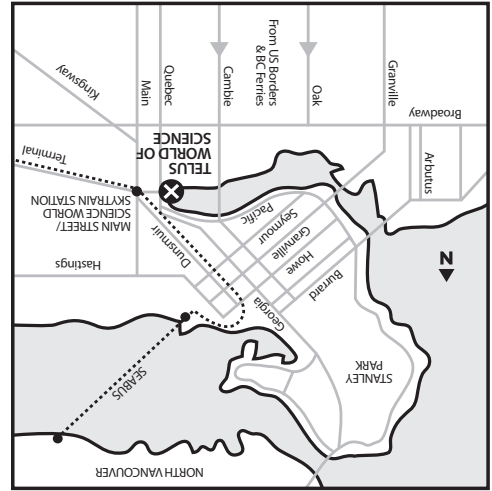 NORTH VANCOUVER
SEABUS
STANLEY
PARK
N
Georgia
Burrard
Howe
Granville
Seymour
Pacific
Dunsmuir
Hastings
MAIN STREET/
SCIENCE WORLD
SKYTRAIN STATION
TELUS
WORLD OF
SCIENCE
Terminal
Arbutus
Broadway
Granville
Oak
From US Borders
& BC Ferries
Cambie
Quebec
Main
Kingsway